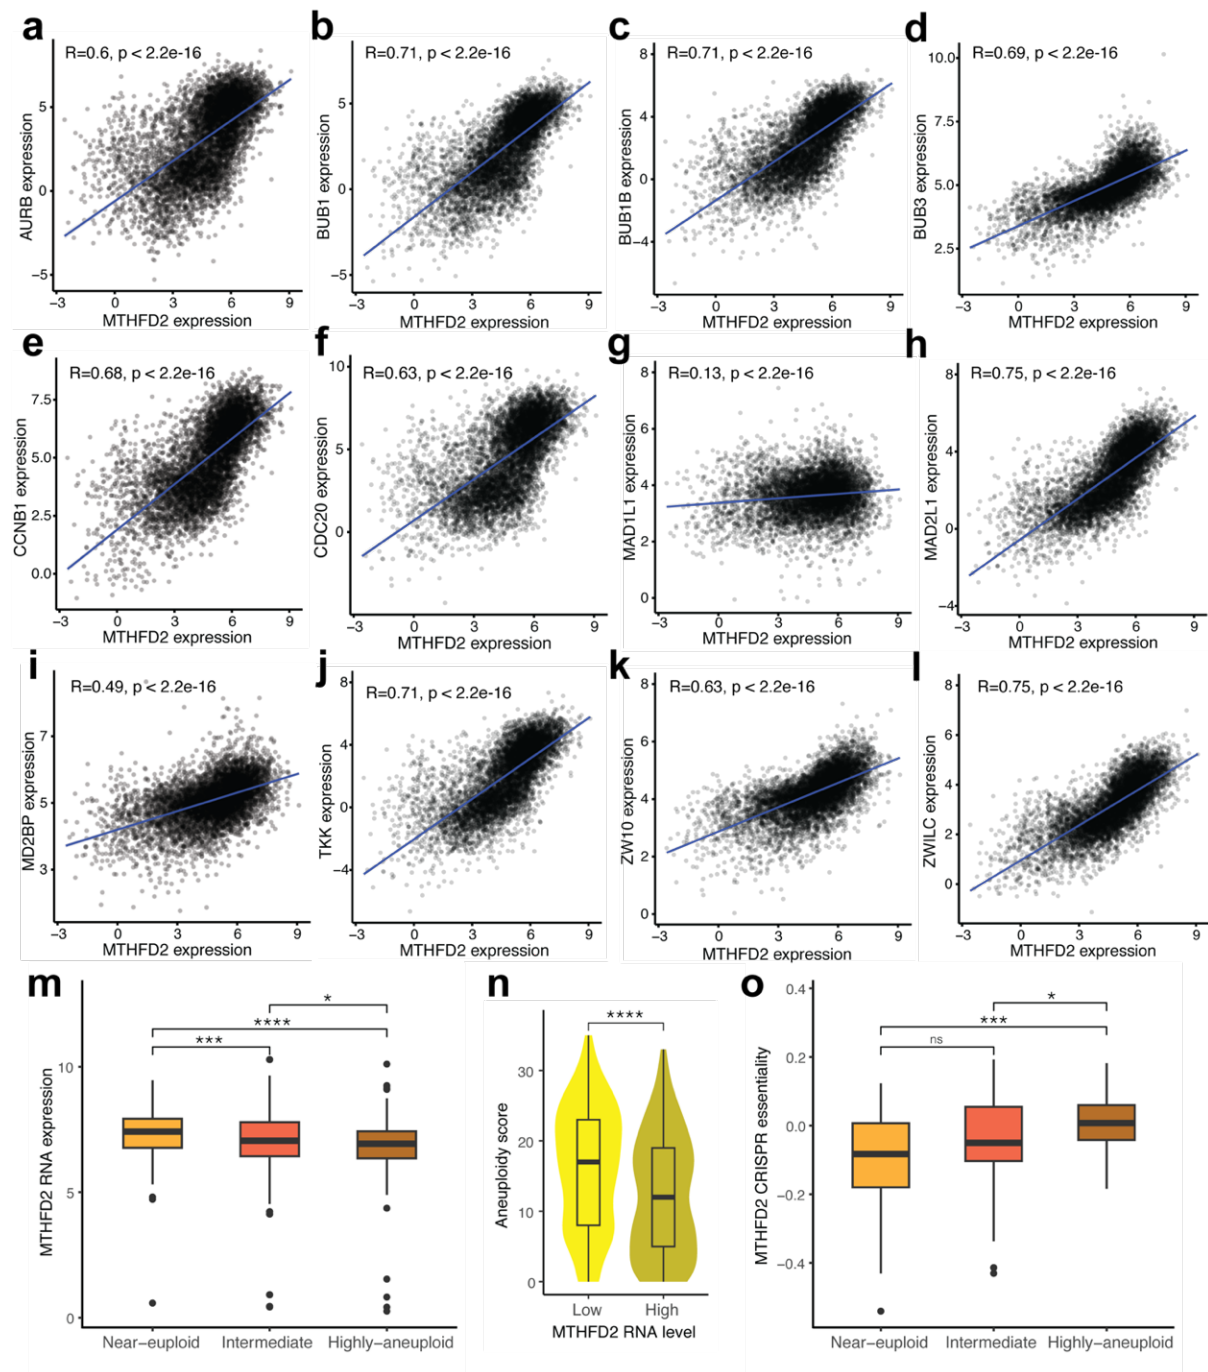 a
R=0.6, p < 2.2e-16
AURB expression
5
0
−5
−3 0 3 6 9
MTHFD2 expression
b
R=0.71, p < 2.2e-16
BUB1 expression
5
0
−5
−3 0 3 6 9
MTHFD2 expression
c
R=0.71, p < 2.2e-16
BUB1B expression
8
4
0
−4
−3 0 3 6 9
MTHFD2 expression
d
R=0.69, p < 2.2e-16
BUB3 expression
10.0
7.5
5.0
2.5
−3 0 3 6 9
MTHFD2 expression
e
R=0.68, p < 2.2e-16
CCNB1 expression
7.5
5.0
2.5
0.0
−3 0 3 6 9
MTHFD2 expression
f
R=0.63, p < 2.2e-16
CDC20 expression
10
5
0
−3 0 3 6 9
MTHFD2 expression
g
R=0.13, p < 2.2e-16
MAD1L1 expression
8
6
4
2
0
−3 0 3 6 9
MTHFD2 expression
h
R=0.75, p < 2.2e-16
MAD2L1 expression
8
4
0
−4
−3 0 3 6 9
MTHFD2 expression
i
R=0.49, p < 2.2e-16
MD2BP expression
7
5
3
−3 0 3 6 9
MTHFD2 expression
j
R=0.71, p < 2.2e-16
TKK expression
8
4
0
−4
−3 0 3 6 9
MTHFD2 expression
k
R=0.63, p < 2.2e-16
ZW10 expression
8
6
4
2
0
−3 0 3 6 9
MTHFD2 expression
l
R=0.75, p < 2.2e-16
ZWILC expression
8
6
4
2
0
−3 0 3 6 9
MTHFD2 expression
m
*
****
***
MTHFD2 RNA expression
10
5
0
Near−euploid Intermediate Highly−aneuploid
n
****
Aneuploidy score
30
20
10
0
Low High
MTHFD2 RNA level
o
*
***
ns
MTHFD2 CRISPR essentiality
0.4
0.2
0.0
−0.2
−0.4
Near−euploid Intermediate Highly−aneuploid